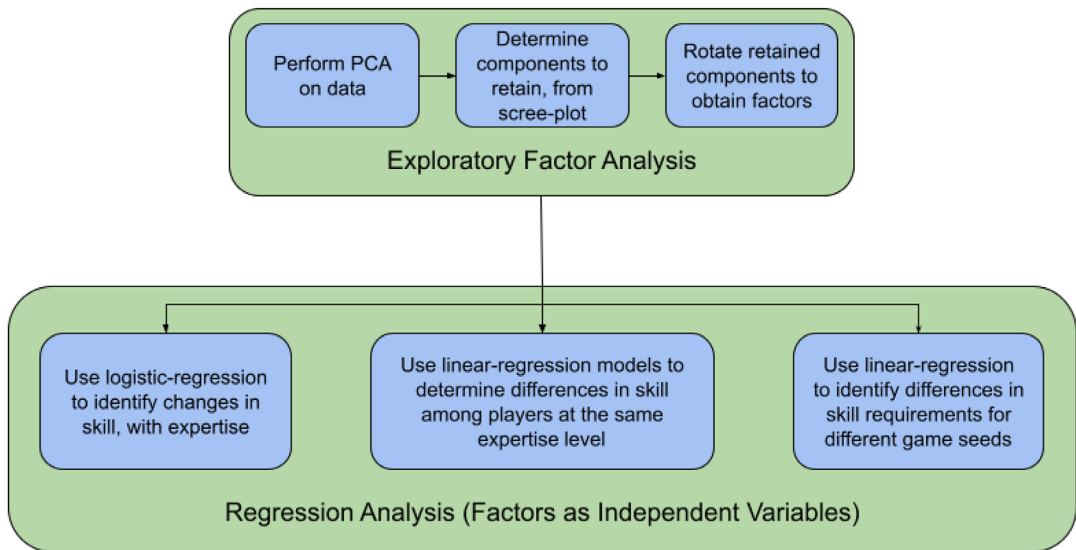 Perform PCA
on data
Determine
components to
retain, from
scree-plot
Rotate retained
components to
obtain factors
Exploratory Factor Analysis
Use logistic-regression
to identify changes in
skill, with expertise
Use linear-regression models to
determine differences in skill
among players at the same
expertise level
Use linear-regression
to identify differences in
skill requirements for
different game seeds
Regression Analysis (Factors as Independent Variables)